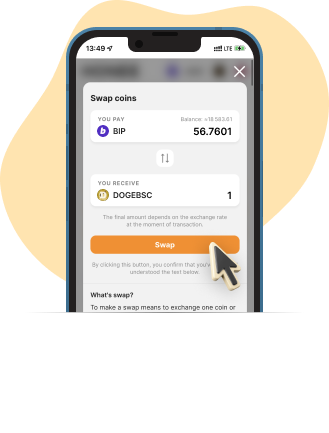 13:49 LTE
Swap coins
YOU PAY Balance: ≈18 583.61
BIP 56.7601
YOU RECEIVE
DOGEBSC 1
The final amount depends on the exchange rate
at the moment of transaction.
Swap
By clicking this button, you confirm that you've
understood the text below.
What's swap?
To make a swap means to exchange one coin or